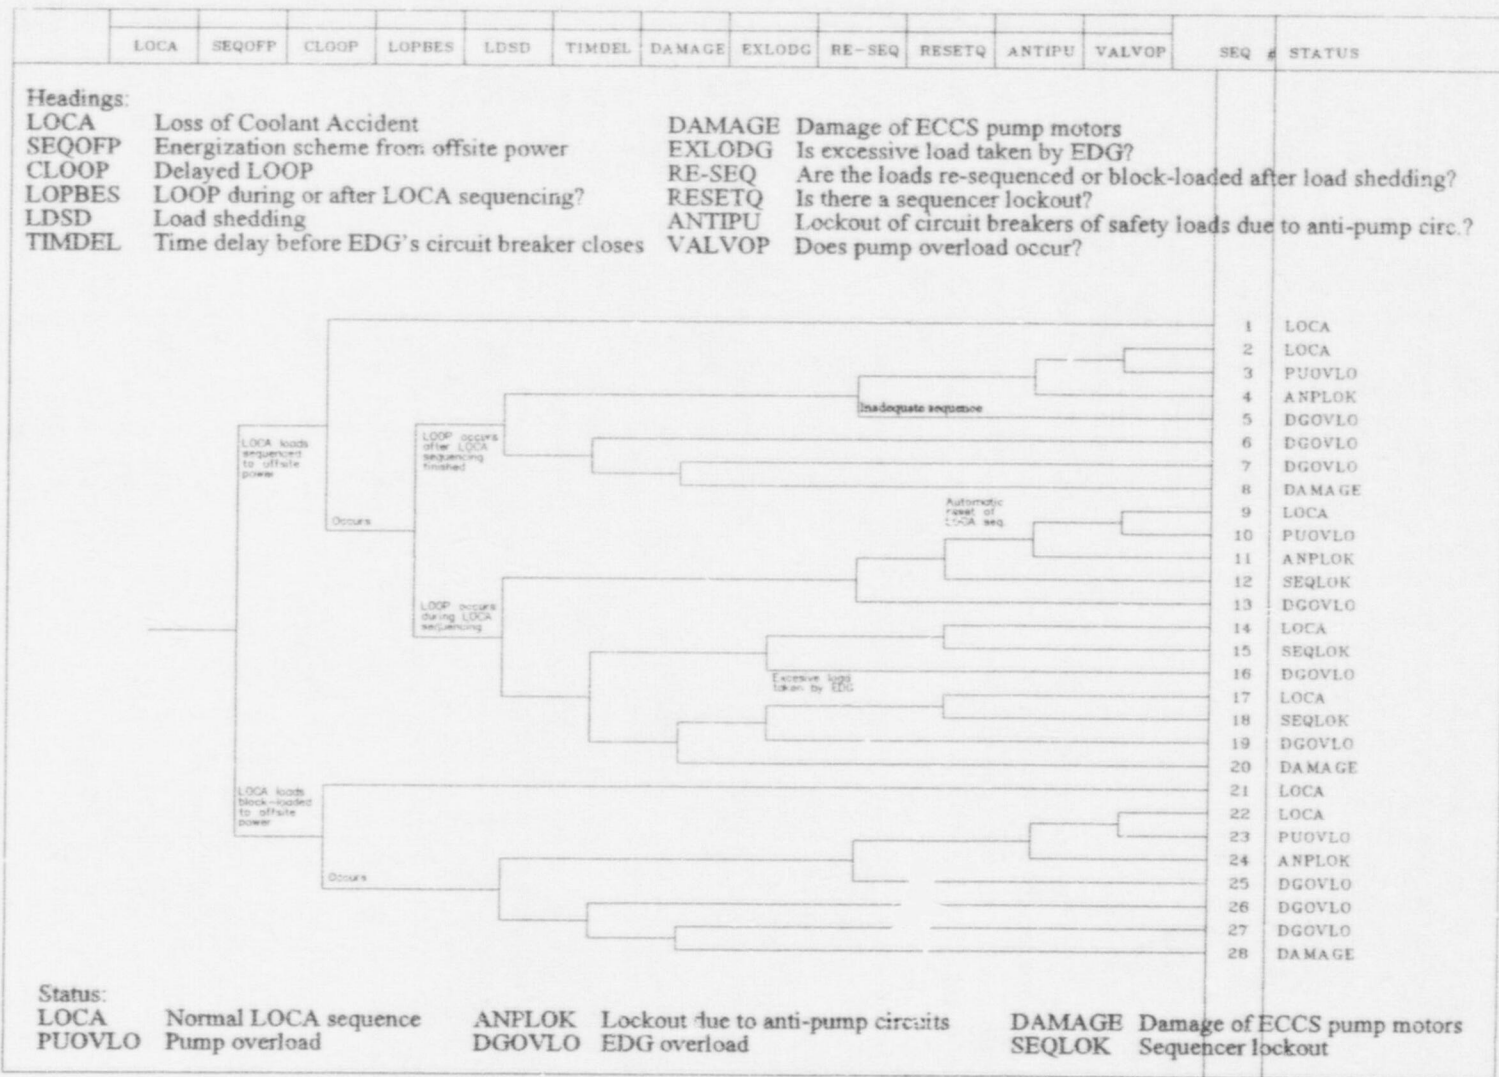 LOCA SEQOFP CLOOP LOPBES LDSD TIMDEL DAMAGE EXLODG RE-SEQ RESETQ ANTIPU VALVOP SEQ # STATUS
Headings:
LOCA Loss of Coolant Accident
SEQOFP Energization scheme from offsite power
CLOOP Delayed LOOP
LOPBES LOOP during or after LOCA sequencing?
LDSD Load shedding
TIMDEL Time delay before EDG's circuit breaker closes
DAMAGE Damage of ECCS pump motors
EXLODG Is excessive load taken by EDG?
RE-SEQ Are the loads re-sequenced or block-loaded after load shedding?
RESETQ Is there a sequencer lockout?
ANTIPU Lockout of circuit breakers of safety loads due to anti-pump circ.?
VALVOP Does pump overload occur?
1 LOCA
2 LOCA
3 PUOVLO
4 ANPLOK
Inadequate sequence
5 DGOVLO
LOCA loads
sequenced
to offsite
power
LOOP occurs
after LOCA
sequencing
finished
6 DGOVLO
7 DGOVLO
8 DAMAGE
Automatic
reset of
LOCA seq.
9 LOCA
Occurs
10 PUOVLO
11 ANPLOK
12 SEQLOK
13 DGOVLO
LOOP occurs
during LOCA
sequencing
14 LOCA
15 SEQLOK
16 DGOVLO
Excesive load
taken by EDG
17 LOCA
18 SEQLOK
19 DGOVLO
20 DAMAGE
LOCA loads
block-loaded
to offsite
power
21 LOCA
22 LOCA
23 PUOVLO
24 ANPLOK
Occurs
25 DGOVLO
26 DGOVLO
27 DGOVLO
28 DAMAGE
Status:
LOCA Normal LOCA sequence
PUOVLO Pump overload
ANPLOK Lockout due to anti-pump circuits
DGOVLO EDG overload
DAMAGE Damage of ECCS pump motors
SEQLOK Sequencer lockout